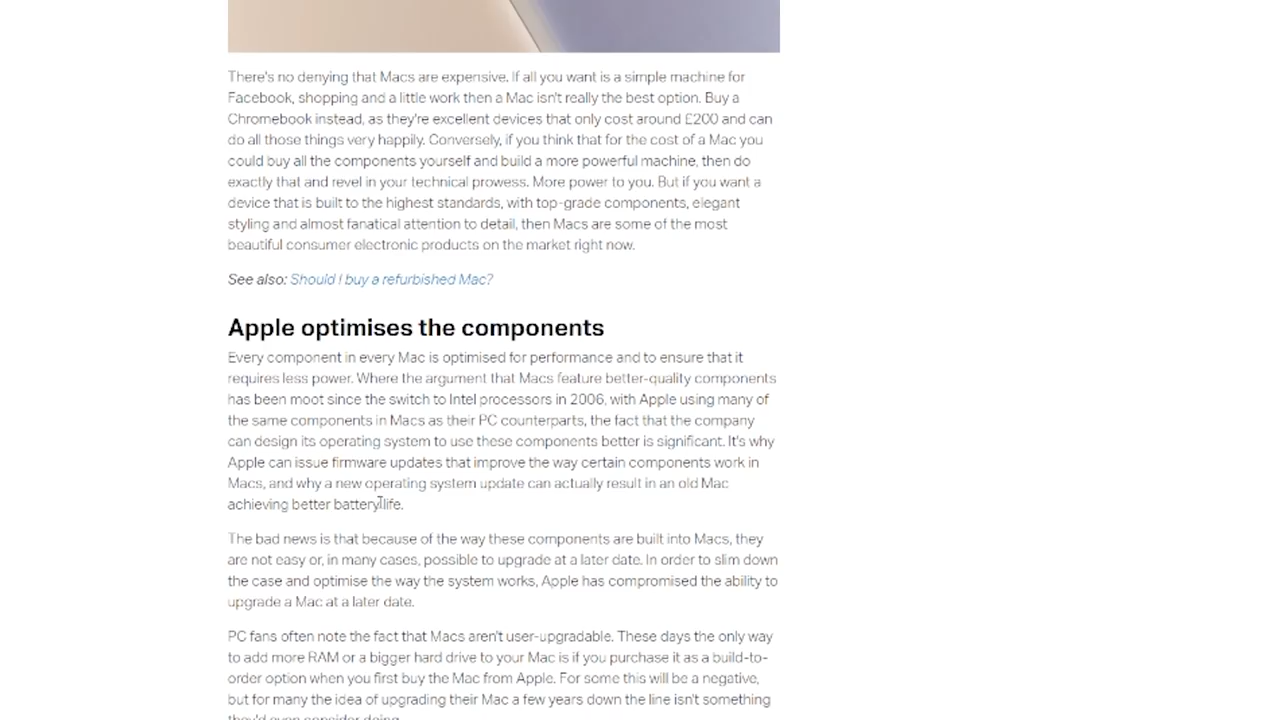 There's no denying that Macs are expensive. If all you want is a simple machine for
Facebook, shopping and a little work then a Mac isn't really the best option. Buy a
Chromebook instead, as they're excellent devices that only cost around £200 and can
do all those things very happily. Conversely, if you think that for the cost of a Mac you
could buy all the components yourself and build a more powerful machine, then do
exactly that and revel in your technical prowess. More power to you. But if you want a
device that is built to the highest standards, with top-grade components, elegant
styling and almost fanatical attention to detail, then Macs are some of the most
beautiful consumer electronic products on the market right now.
See also: Should I buy a refurbished Mac?
Apple optimises the components
Every component in every Mac is optimised for performance and to ensure that it
requires less power. Where the argument that Macs feature better-quality components
has been moot since the switch to Intel processors in 2006, with Apple using many of
the same components in Macs as their PC counterparts, the fact that the company
can design its operating system to use these components better is significant. It's why
Apple can issue firmware updates that improve the way certain components work in
Macs, and why a new operating system update can actually result in an old Mac
achieving better battery life.
The bad news is that because of the way these components are built into Macs, they
are not easy or, in many cases, possible to upgrade at a later date. In order to slim down
the case and optimise the way the system works, Apple has compromised the ability to
upgrade a Mac at a later date.
PC fans often note the fact that Macs aren't user-upgradable. These days the only way
to add more RAM or a bigger hard drive to your Mac is if you purchase it as a build-to-
order option when you first buy the Mac from Apple. For some this will be a negative,
but for many the idea of upgrading their Mac a few years down the line isn't something
they'd even consider doing.